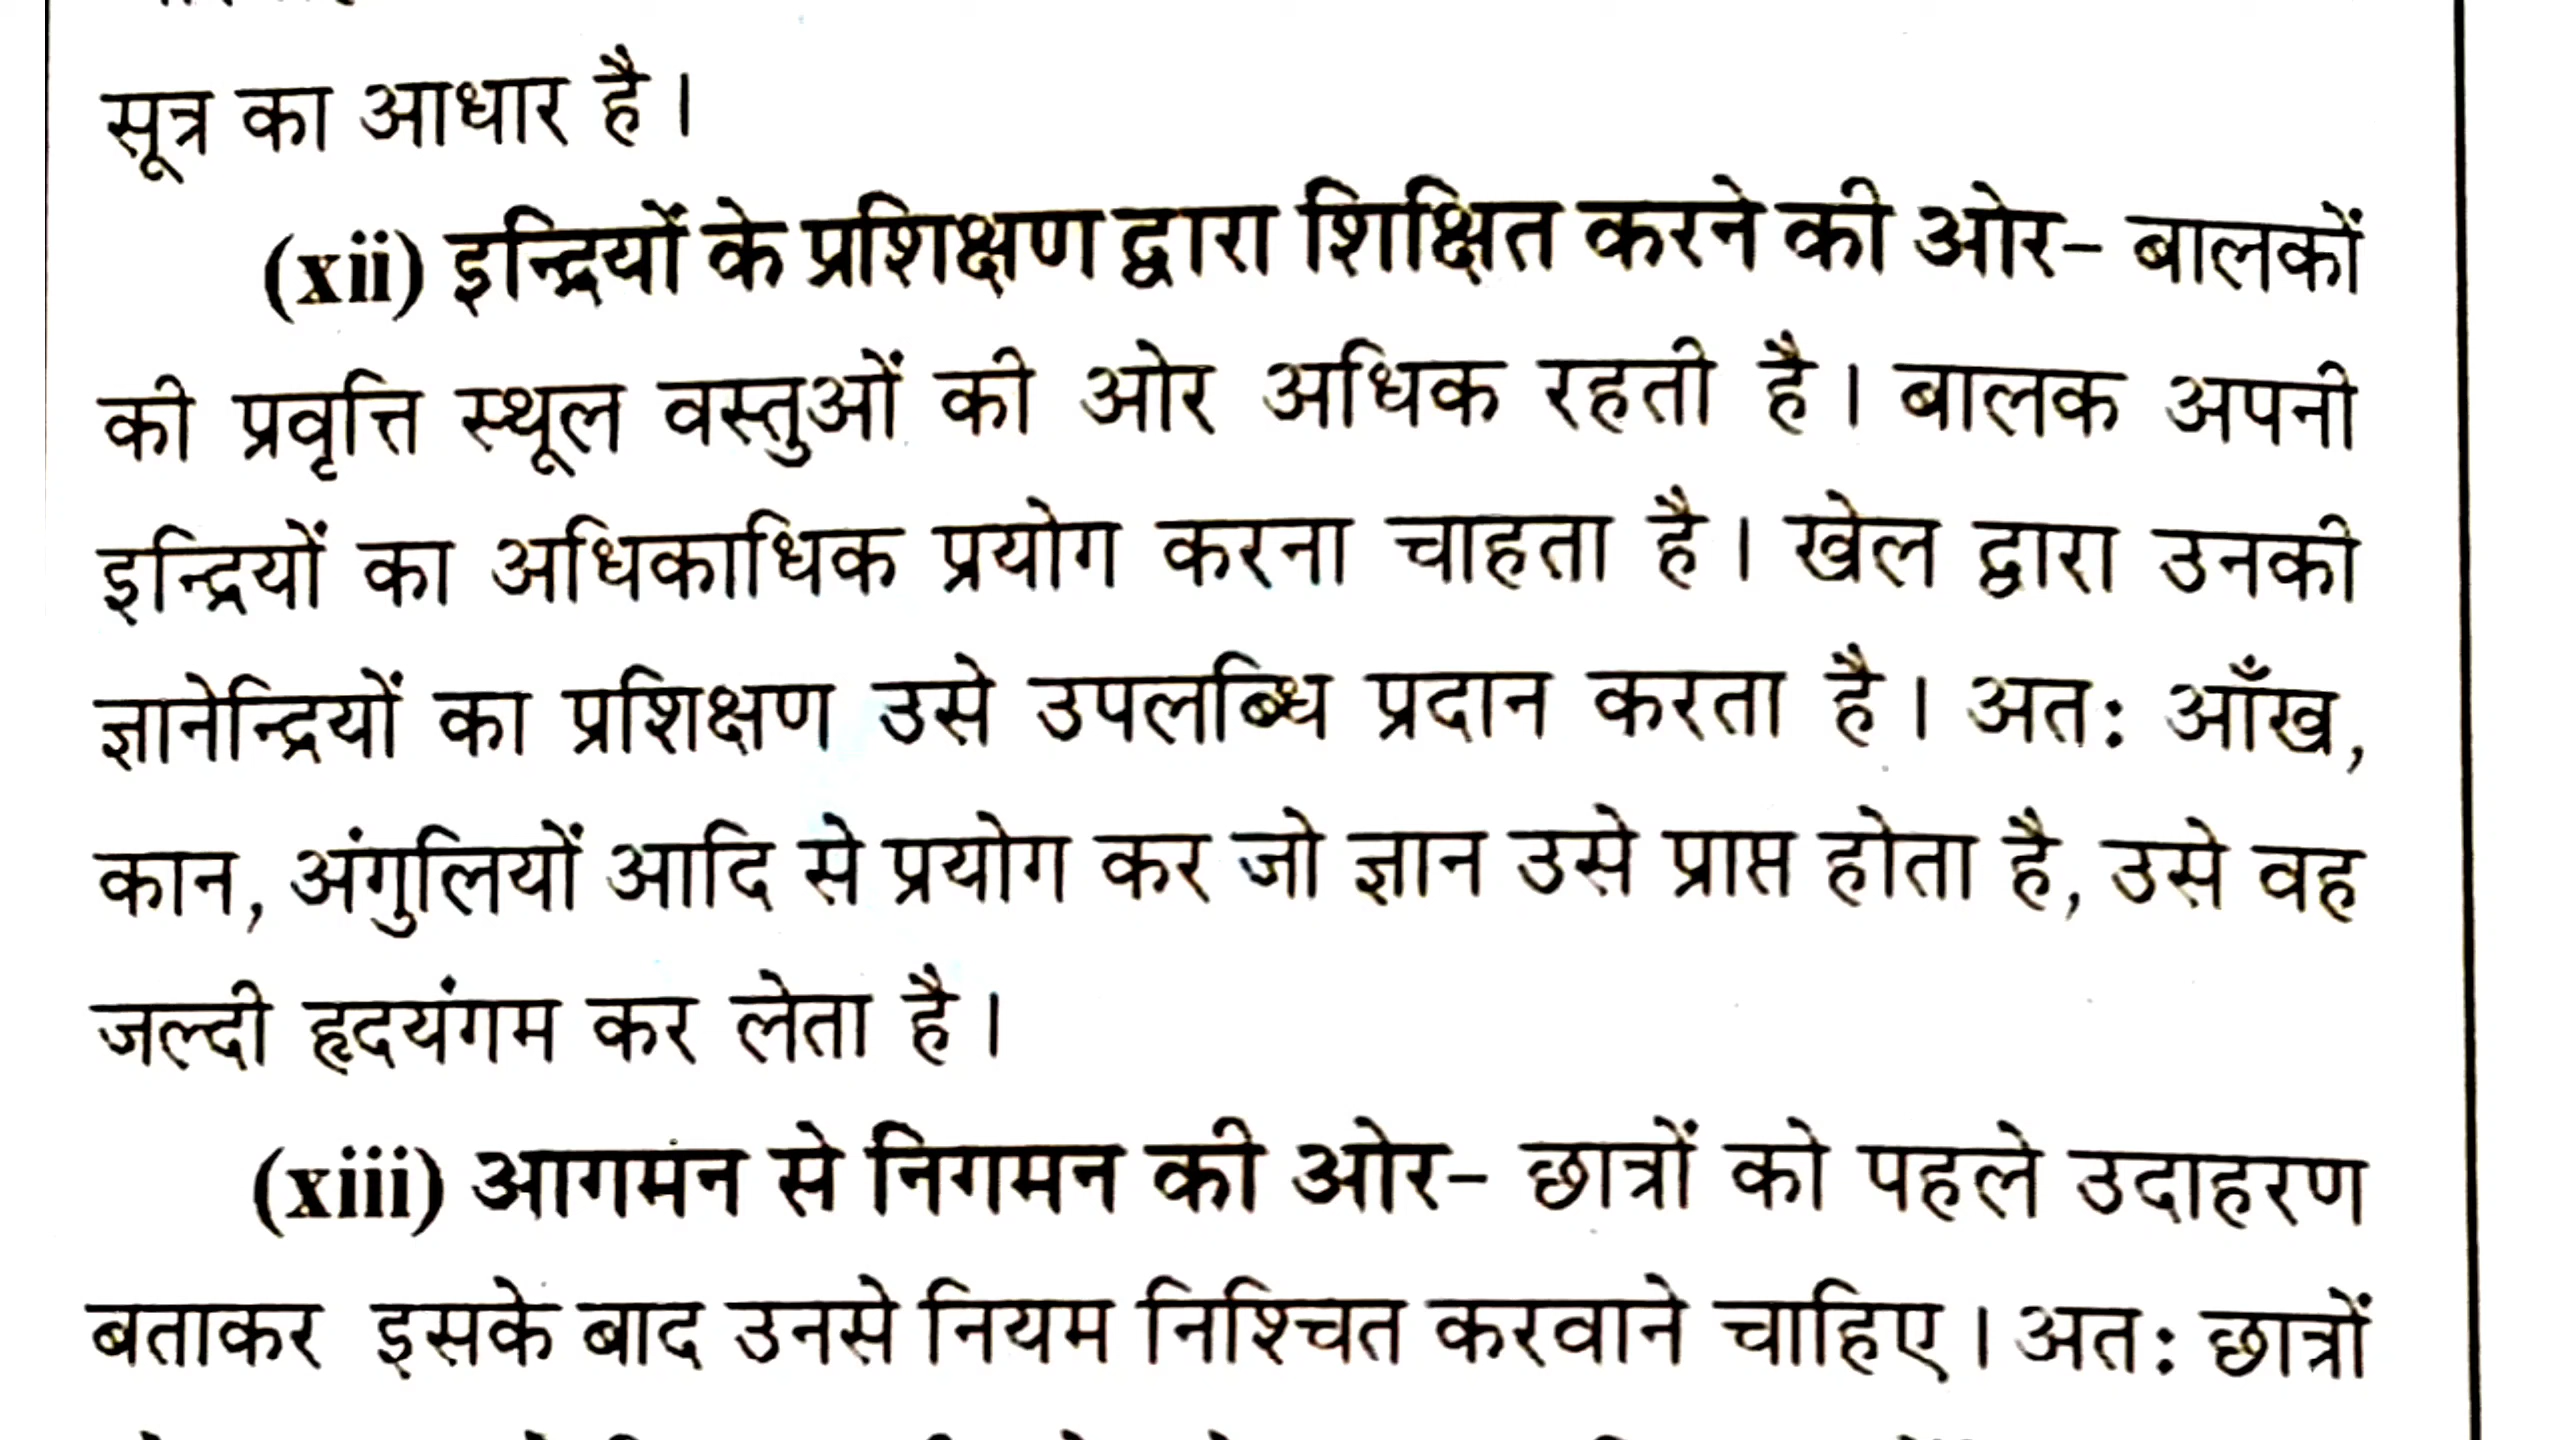 सूत्र का आधार है।
(xii) इन्द्रियों के प्रशिक्षण द्वारा शिक्षित करने की ओर- बालकों
की प्रवृत्ति स्थूल वस्तुओं की ओर अधिक रहती है। बालक अपनी
इन्द्रियों का अधिकाधिक प्रयोग करना चाहता है। खेल द्वारा उनकी
ज्ञानेन्द्रियों का प्रशिक्षण उसे उपलब्धि प्रदान करता है। अतः आँख,
कान, अंगुलियों आदि से प्रयोग कर जो ज्ञान उसे प्राप्त होता है, उसे वह
जल्दी हृदयंगम कर लेता है।
(xiii) आगमन से निगमन की ओर- छात्रों को पहले उदाहरण
बताकर इसके बाद उनसे नियम निश्चित करवाने चाहिए। अतः छात्रों